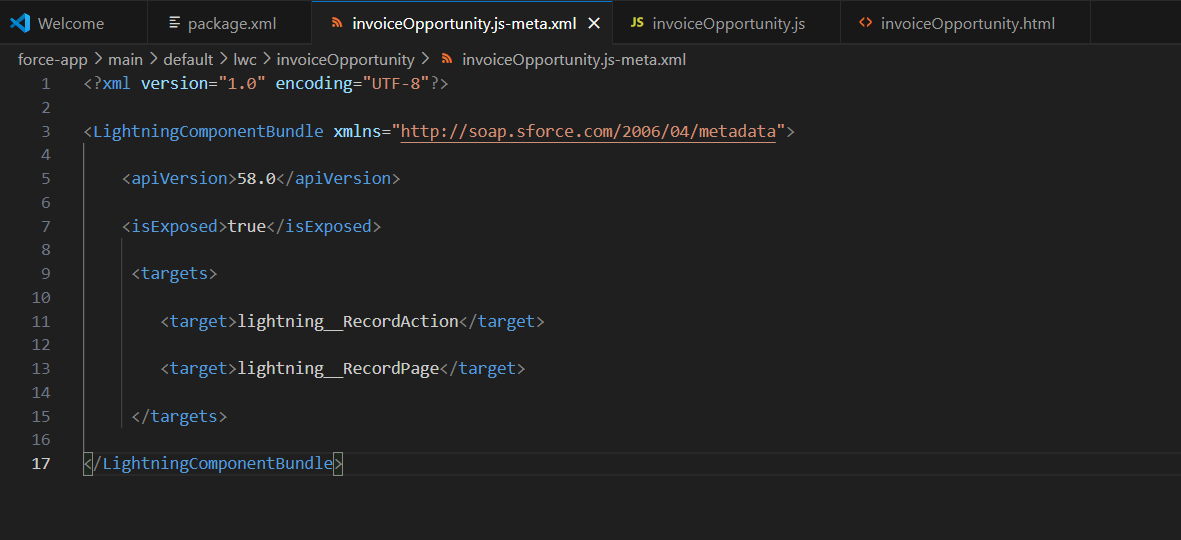 Welcome
package.xml
invoiceOpportunity.js-meta.xml
JS invoiceOpportunity.js
<> invoiceOpportunity.html
force-app > main > default > lwc > invoiceOpportunity > invoiceOpportunity.js-meta.xml
1 <?xml version="1.0" encoding="UTF-8"?>
2
3 <LightningComponentBundle xmlns="http://soap.sforce.com/2006/04/metadata">
4
5 <apiVersion>58.0</apiVersion>
6
7 <isExposed>true</isExposed>
8
9 <targets>
10
11 <target>lightning__RecordAction</target>
12
13 <target>lightning__RecordPage</target>
14
15 </targets>
16
17 </LightningComponentBundle>